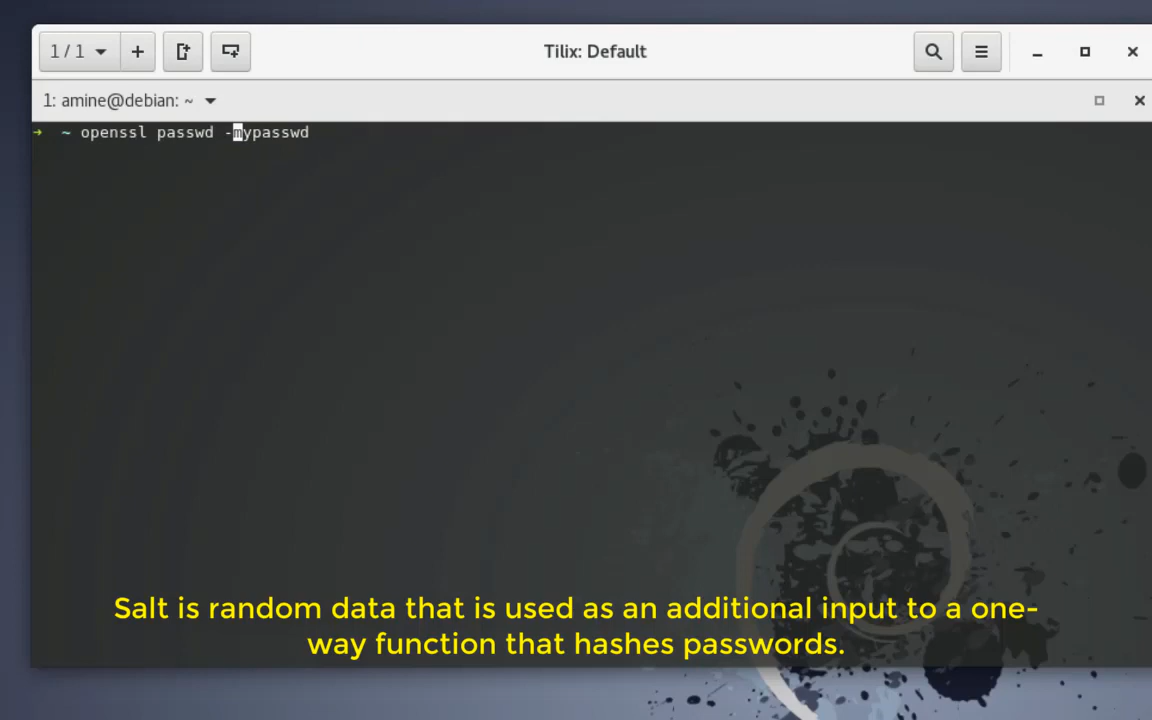 1 / 1
Tilix: Default
1: amine@debian: ~
➜ ~ openssl passwd -mypasswd
Salt is random data that is used as an additional input to a one-
way function that hashes passwords.